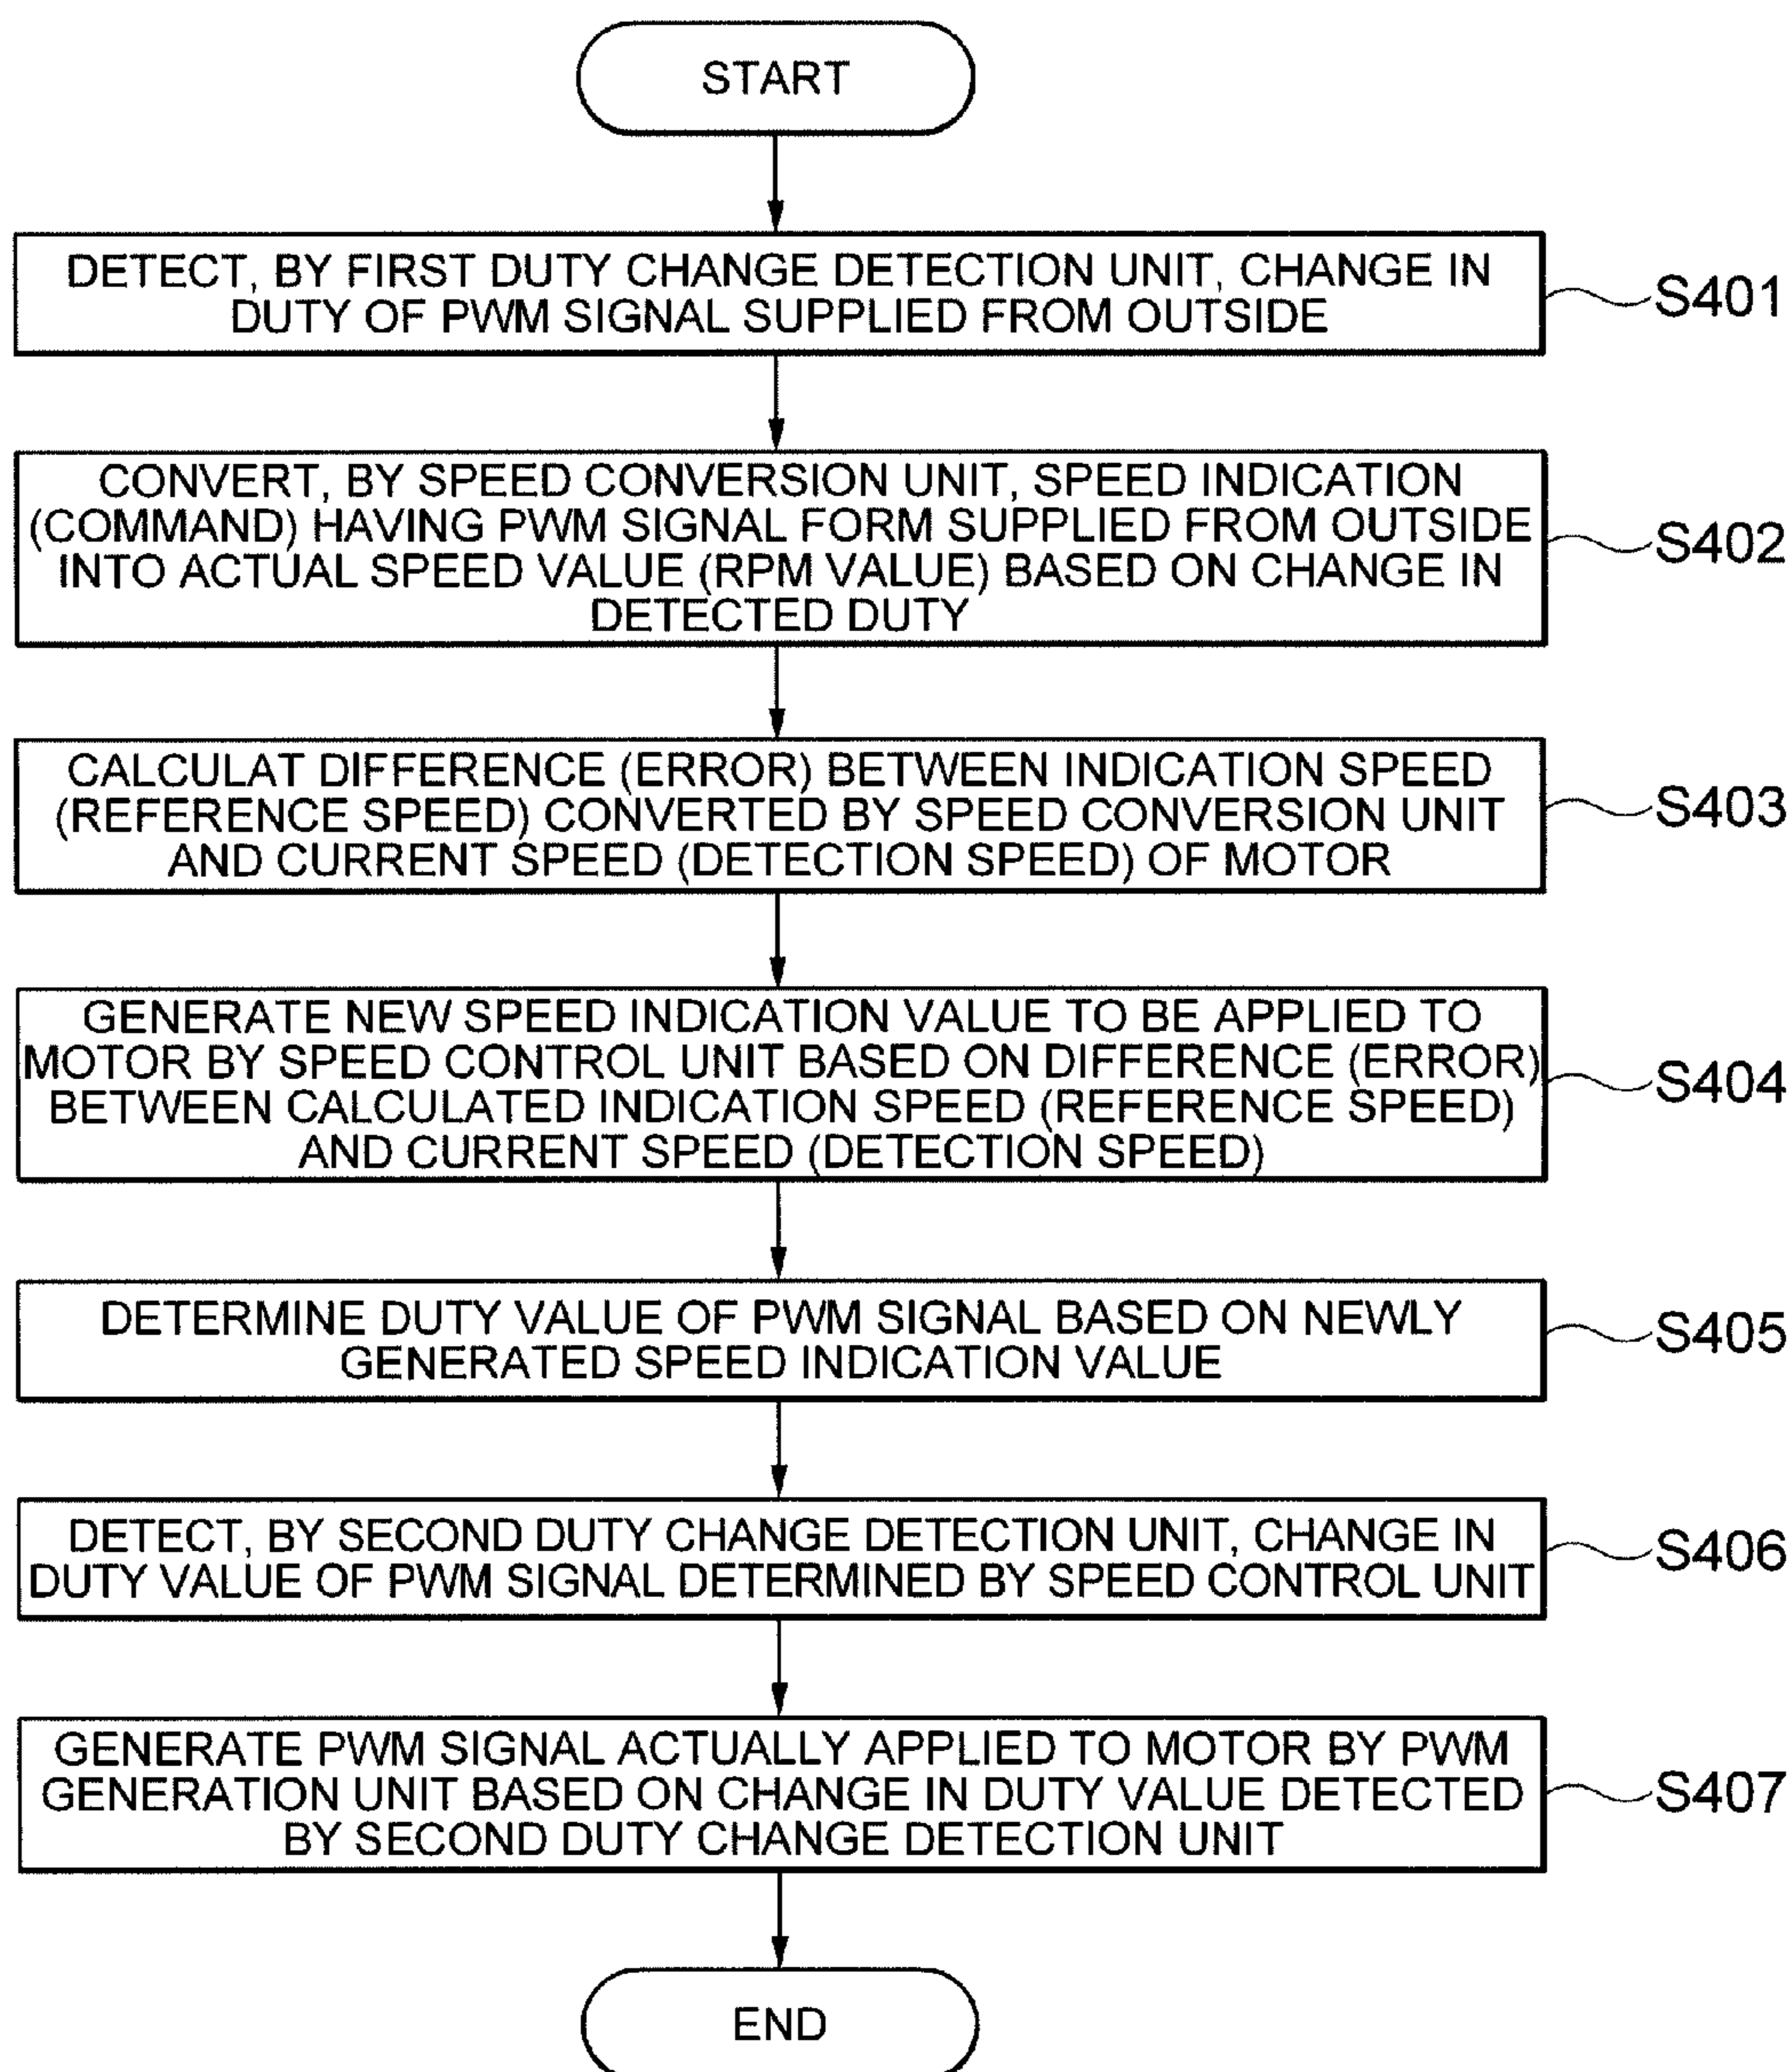 START
DETECT, BY FIRST DUTY CHANGE DETECTION UNIT, CHANGE IN
DUTY OF PWM SIGNAL SUPPLIED FROM OUTSIDE
S401
CONVERT, BY SPEED CONVERSION UNIT, SPEED INDICATION
(COMMAND) HAVING PWM SIGNAL FORM SUPPLIED FROM OUTSIDE
INTO ACTUAL SPEED VALUE (RPM VALUE) BASED ON CHANGE IN
DETECTED DUTY
S402
CALCULAT DIFFERENCE (ERROR) BETWEEN INDICATION SPEED
(REFERENCE SPEED) CONVERTED BY SPEED CONVERSION UNIT
AND CURRENT SPEED (DETECTION SPEED) OF MOTOR
S403
GENERATE NEW SPEED INDICATION VALUE TO BE APPLIED TO
MOTOR BY SPEED CONTROL UNIT BASED ON DIFFERENCE (ERROR)
BETWEEN CALCULATED INDICATION SPEED (REFERENCE SPEED)
AND CURRENT SPEED (DETECTION SPEED)
S404
DETERMINE DUTY VALUE OF PWM SIGNAL BASED ON NEWLY
GENERATED SPEED INDICATION VALUE
S405
DETECT, BY SECOND DUTY CHANGE DETECTION UNIT, CHANGE IN
DUTY VALUE OF PWM SIGNAL DETERMINED BY SPEED CONTROL UNIT
S406
GENERATE PWM SIGNAL ACTUALLY APPLIED TO MOTOR BY PWM
GENERATION UNIT BASED ON CHANGE IN DUTY VALUE DETECTED
BY SECOND DUTY CHANGE DETECTION UNIT
S407
END